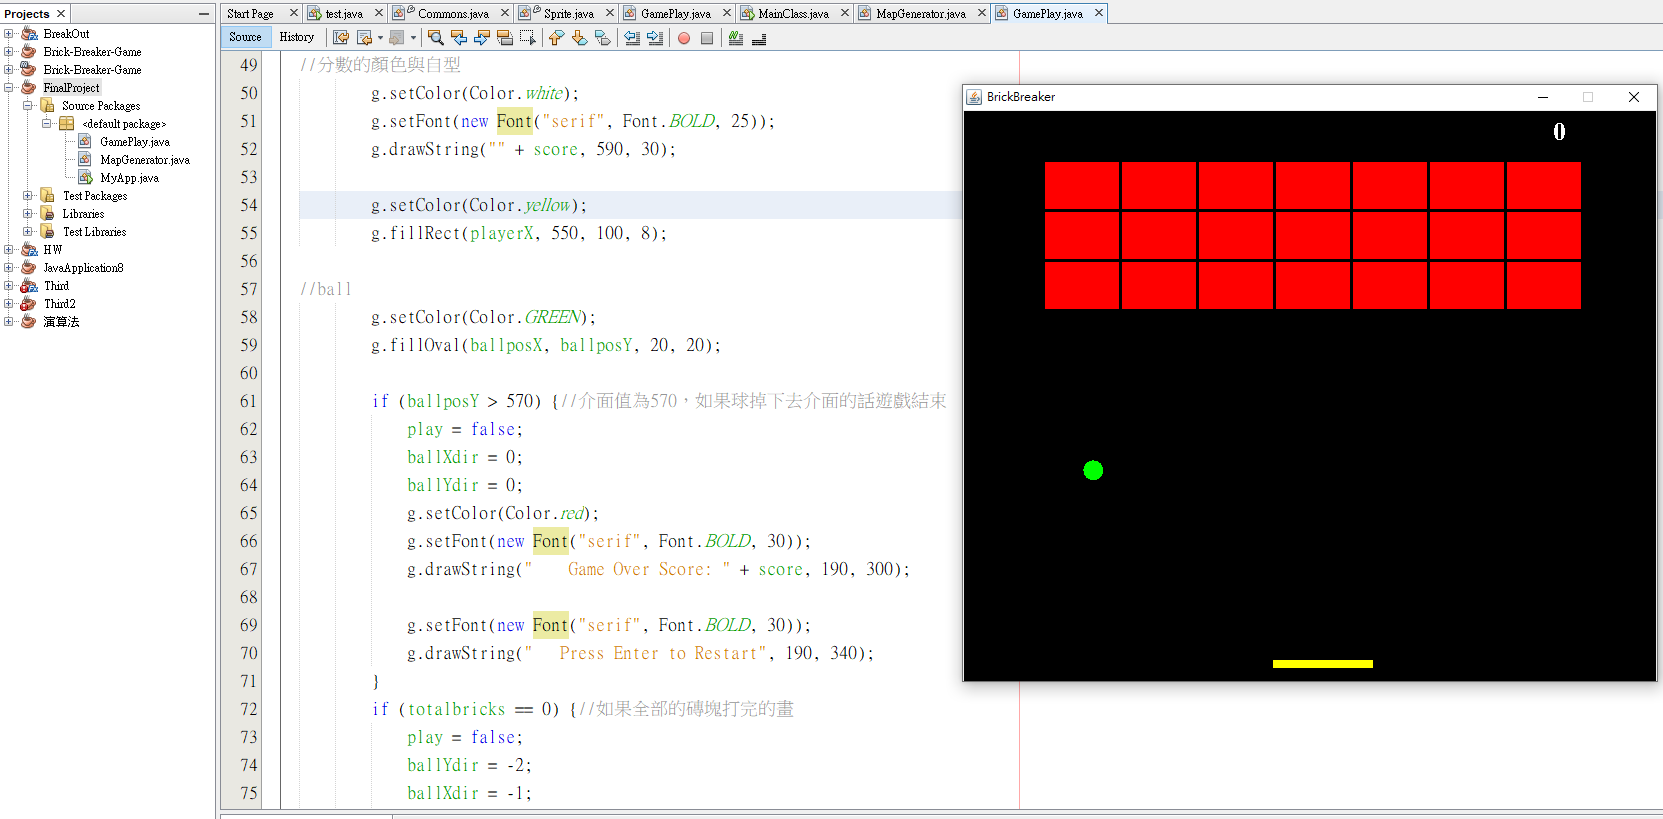 Projects
BreakOut
Brick-Breaker-Game
Brick-Breaker-Game
FinalProject
Source Packages
<default package>
GamePlay.java
MapGenerator.java
MyApp.java
Test Packages
Libraries
Test Libraries
HW
JavaApplication8
Third
Third2
演算法
Start Page test.java Commons.java Sprite.java GamePlay.java MainClass.java MapGenerator.java GamePlay.java
Source History
49 //分數的顏色與自型
50 g.setColor(Color.white);
51 g.setFont(new Font("serif", Font.BOLD, 25));
52 g.drawString("" + score, 590, 30);
53
54 g.setColor(Color.yellow);
55 g.fillRect(playerX, 550, 100, 8);
56
57 //ball
58 g.setColor(Color.GREEN);
59 g.fillOval(ballposX, ballposY, 20, 20);
60
61 if (ballposY > 570) {//介面值為570，如果球掉下去介面的話遊戲結束
62 play = false;
63 ballXdir = 0;
64 ballYdir = 0;
65 g.setColor(Color.red);
66 g.setFont(new Font("serif", Font.BOLD, 30));
67 g.drawString("    Game Over Score: " + score, 190, 300);
68
69 g.setFont(new Font("serif", Font.BOLD, 30));
70 g.drawString("   Press Enter to Restart", 190, 340);
71 }
72 if (totalbricks == 0) {//如果全部的磚塊打完的畫
73 play = false;
74 ballYdir = -2;
75 ballXdir = -1;
BrickBreaker
0